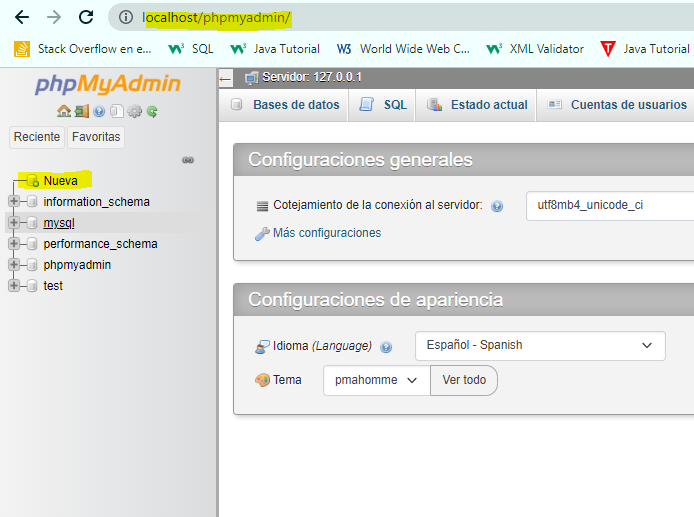 localhost/phpmyadmin/
Stack Overflow en e... SQL Java Tutorial World Wide Web C... XML Validator Java Tutorial
phpMyAdmin
Reciente Favoritas
Nueva
information_schema
mysql
performance_schema
phpmyadmin
test
Servidor: 127.0.0.1
Bases de datos SQL Estado actual Cuentas de usuarios
Configuraciones generales
Cotejamiento de la conexión al servidor: utf8mb4_unicode_ci
Más configuraciones
Configuraciones de apariencia
Idioma (Language) Español - Spanish
Tema pmahomme Ver todo